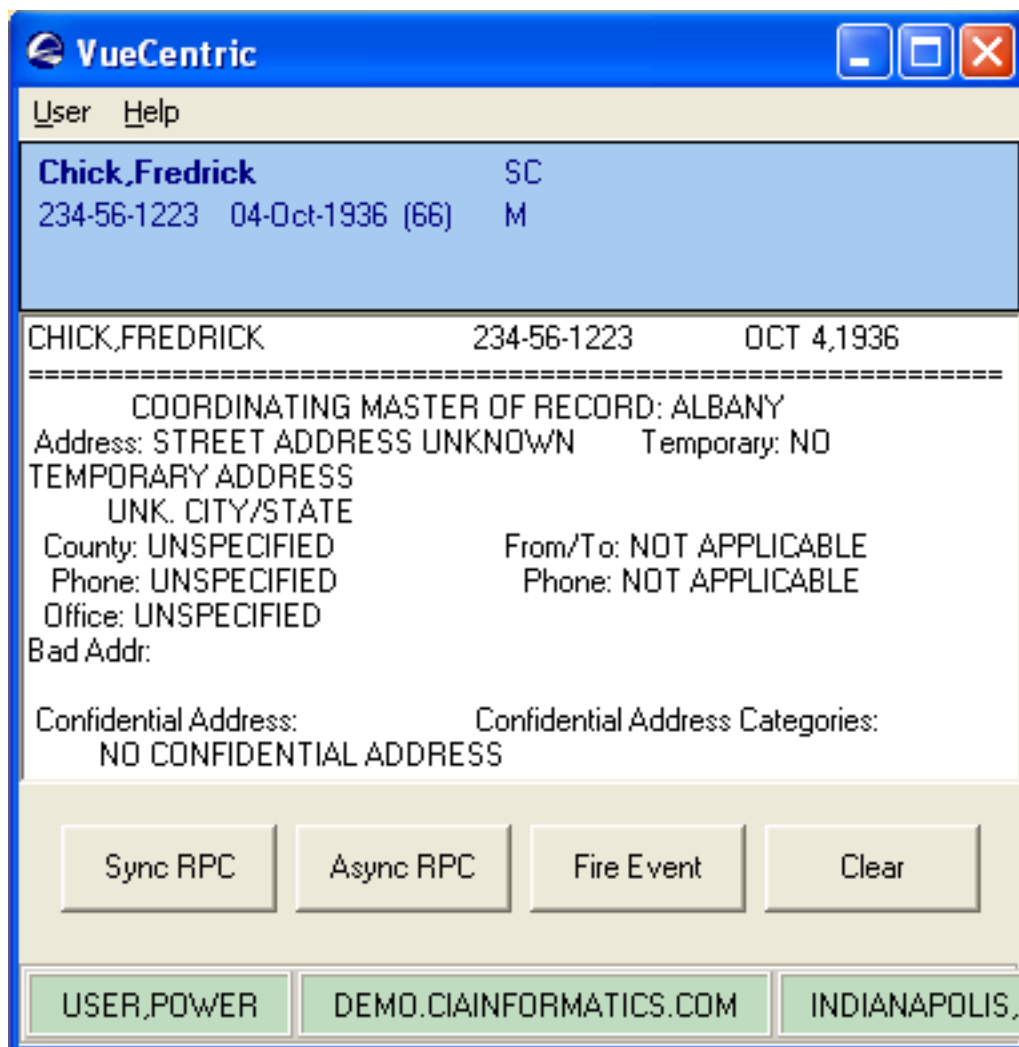 VueCentric
User Help
Chick,Fredrick SC
234-56-1223 04-Oct-1936 (66) M
CHICK,FREDRICK 234-56-1223 OCT 4,1936
=============================================================
COORDINATING MASTER OF RECORD: ALBANY
Address: STREET ADDRESS UNKNOWN Temporary: NO
TEMPORARY ADDRESS
UNK. CITY/STATE
County: UNSPECIFIED From/To: NOT APPLICABLE
Phone: UNSPECIFIED Phone: NOT APPLICABLE
Office: UNSPECIFIED
Bad Addr:
Confidential Address: Confidential Address Categories:
NO CONFIDENTIAL ADDRESS
Sync RPC Async RPC Fire Event Clear
USER,POWER DEMO.CIAINFORMATICS.COM INDIANAPOLIS,